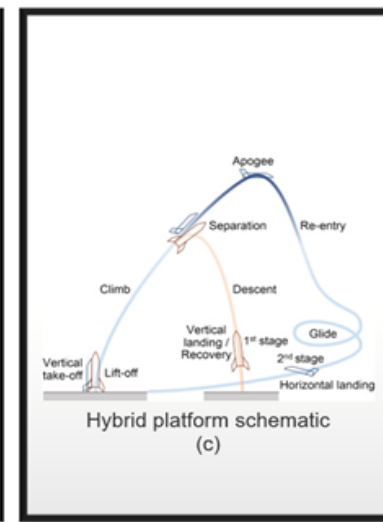 Apogee
Separation
Re-entry
Climb
Descent
Vertical
landing /
Recovery
1st stage
Glide
2nd stage
Vertical
take-off
Lift-off
Horizontal landing
Hybrid platform schematic
(c)